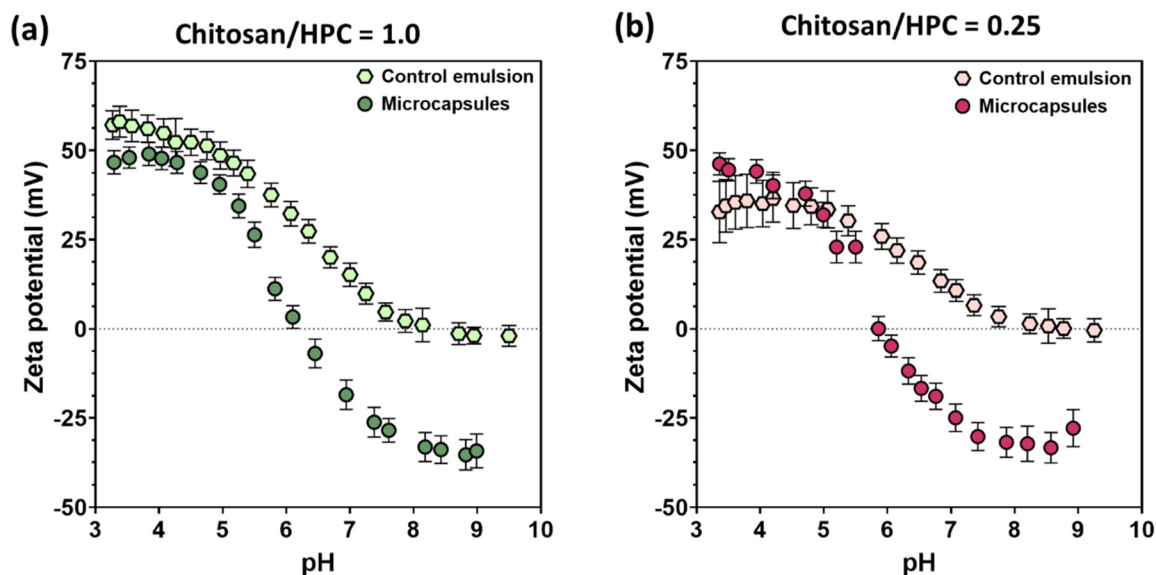 (a)
Chitosan/HPC = 1.0
75
50
25
0
-25
-50
Zeta potential (mV)
Control emulsion
Microcapsules
3 4 5 6 7 8 9 10
pH
(b)
Chitosan/HPC = 0.25
75
50
25
0
-25
-50
Zeta potential (mV)
Control emulsion
Microcapsules
3 4 5 6 7 8 9 10
pH